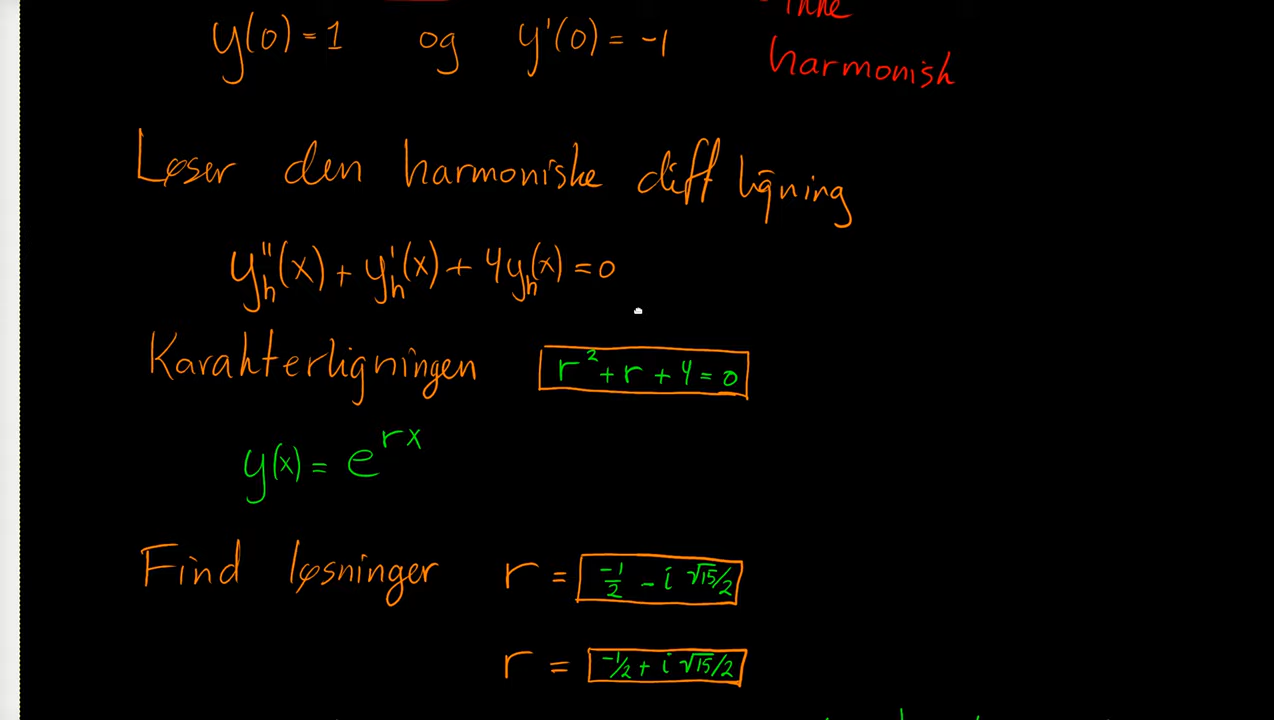 y(0) = 1 og y'(0) = -1
harmonish
Løser den harmoniske diff ligning
y_h''(x) + y_h'(x) + 4y_h(x) = 0
Karakterligningen r² + r + 4 = 0
y(x) = e^{rx}
Find løsninger r = -1/2 - i √15/2
r = -1/2 + i √15/2